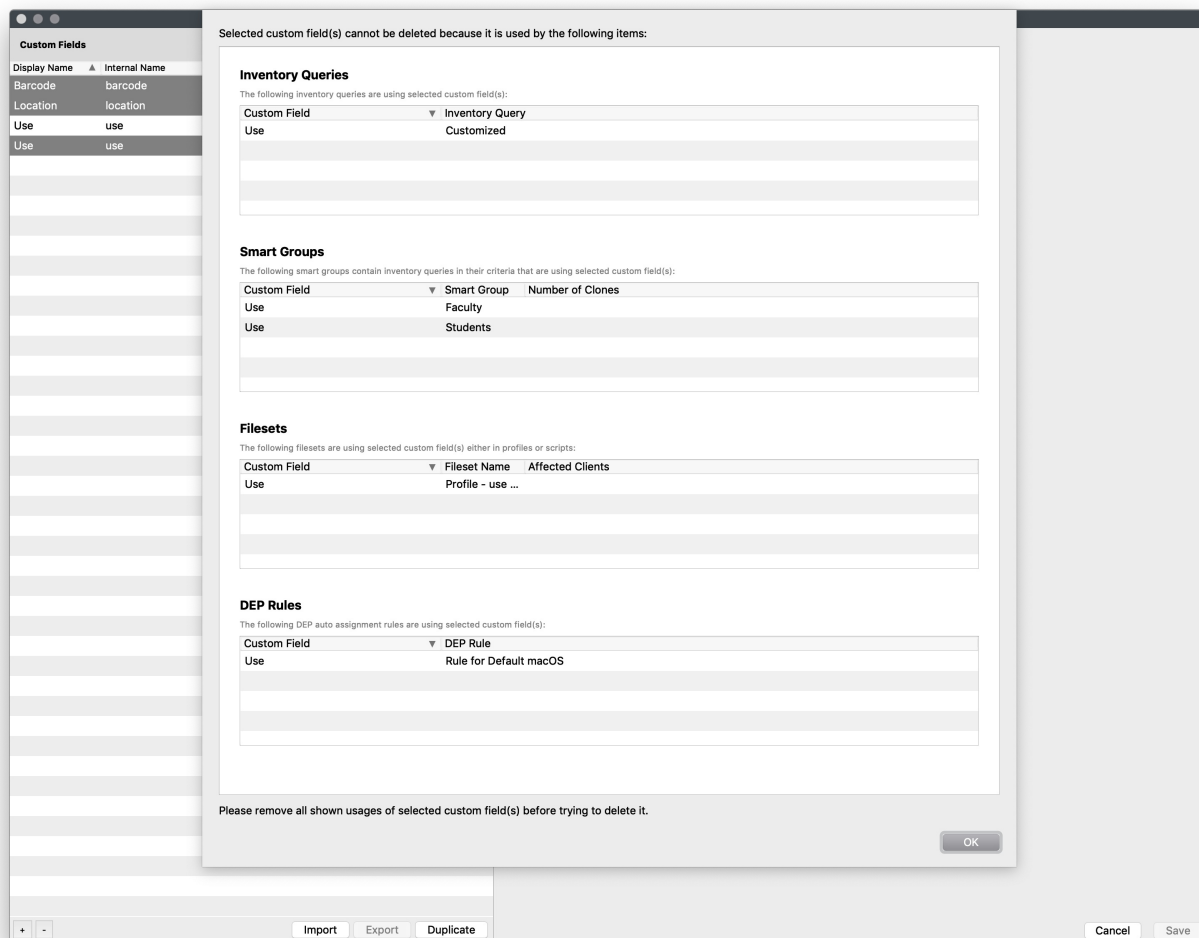 Custom Fields
Display Name ▲ Internal Name
Barcode barcode
Location location
Use use
Use use
Selected custom field(s) cannot be deleted because it is used by the following items:
Inventory Queries
The following inventory queries are using selected custom field(s):
Custom Field ▼ Inventory Query
Use Customized
Smart Groups
The following smart groups contain inventory queries in their criteria that are using selected custom field(s):
Custom Field ▼ Smart Group Number of Clones
Use Faculty
Use Students
Filesets
The following filesets are using selected custom field(s) either in profiles or scripts:
Custom Field ▼ Fileset Name Affected Clients
Use Profile - use ...
DEP Rules
The following DEP auto assignment rules are using selected custom field(s):
Custom Field ▼ DEP Rule
Use Rule for Default macOS
Please remove all shown usages of selected custom field(s) before trying to delete it.
OK
+ - Import Export Duplicate Cancel Save